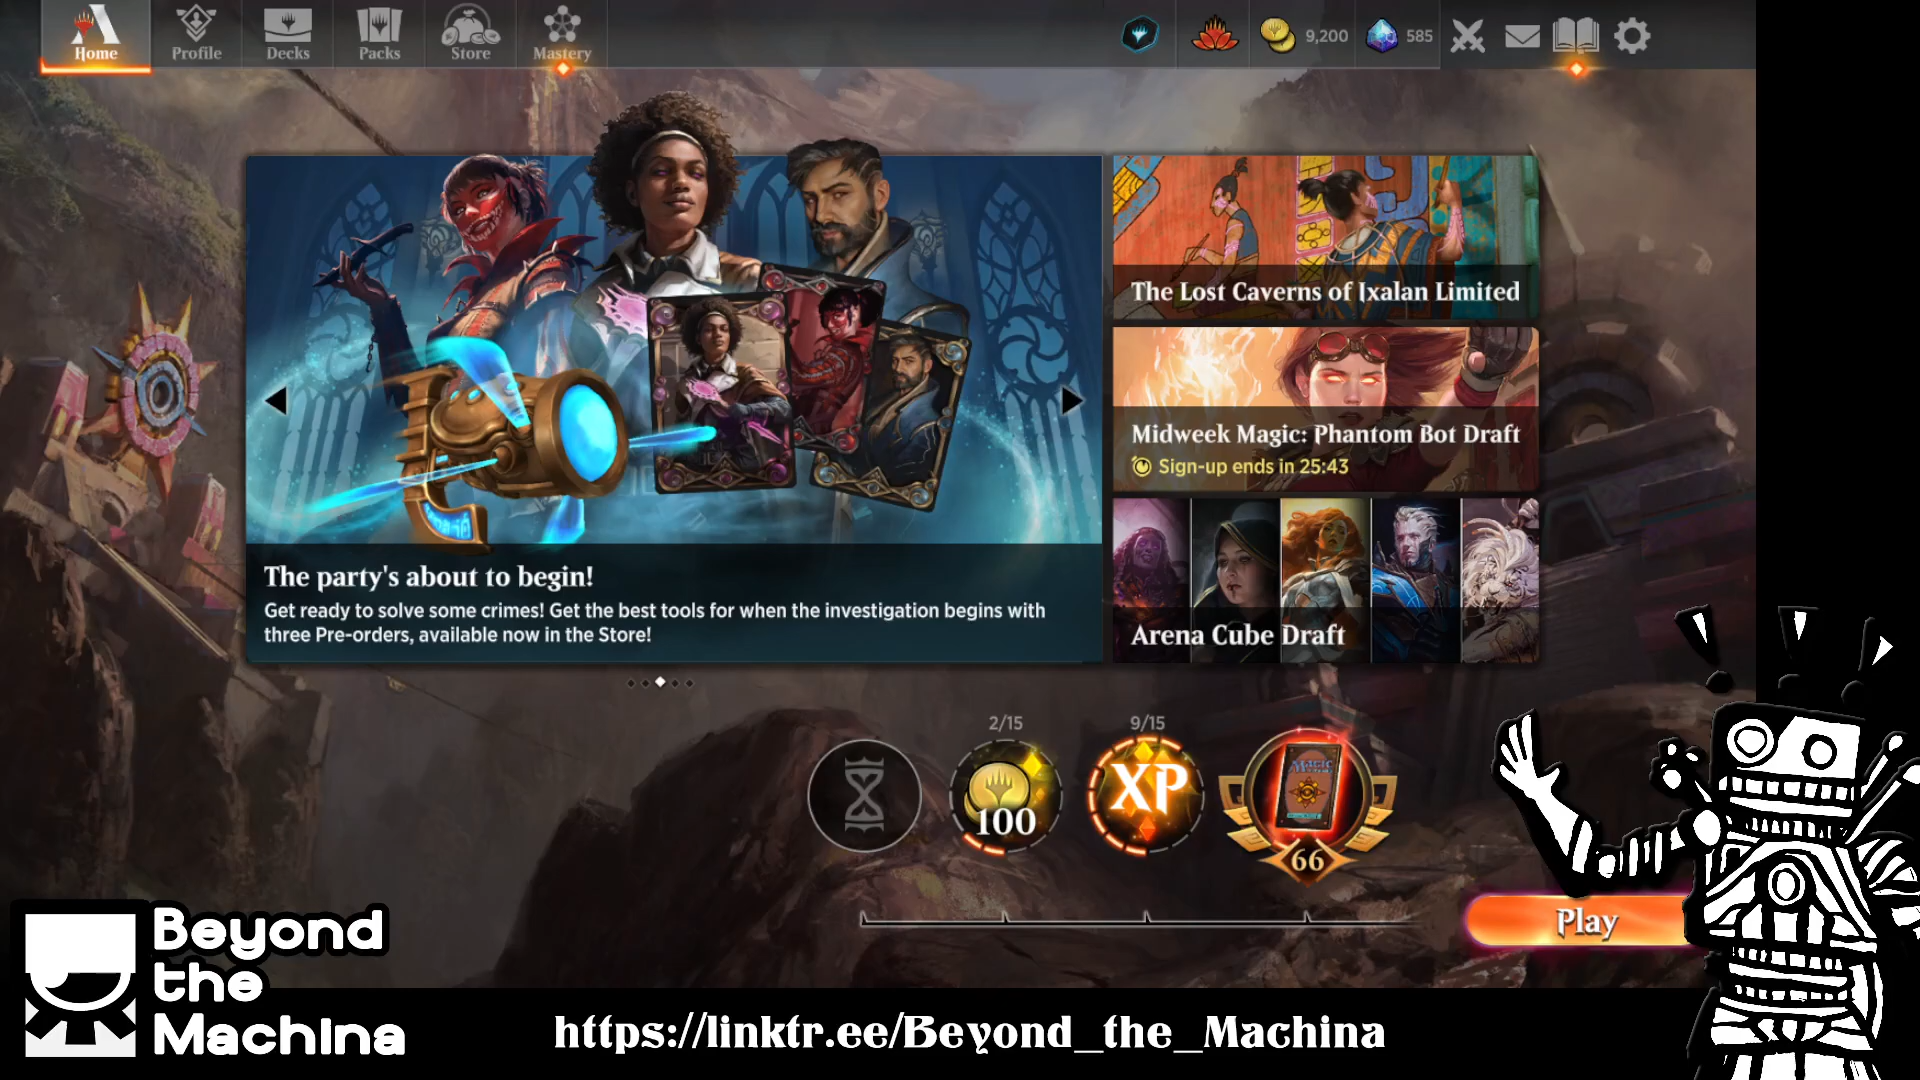 Home
Profile
Decks
Packs
Store
Mastery
9,200
585
The Lost Caverns of Ixalan Limited
Midweek Magic: Phantom Bot Draft
Sign-up ends in 25:43
Arena Cube Draft
The party's about to begin!
Get ready to solve some crimes! Get the best tools for when the investigation begins with
three Pre-orders, available now in the Store!
2/15
9/15
100
XP
MAGIC
66
Play
Beyond
the
Machina
https://linktr.ee/Beyond_the_Machina